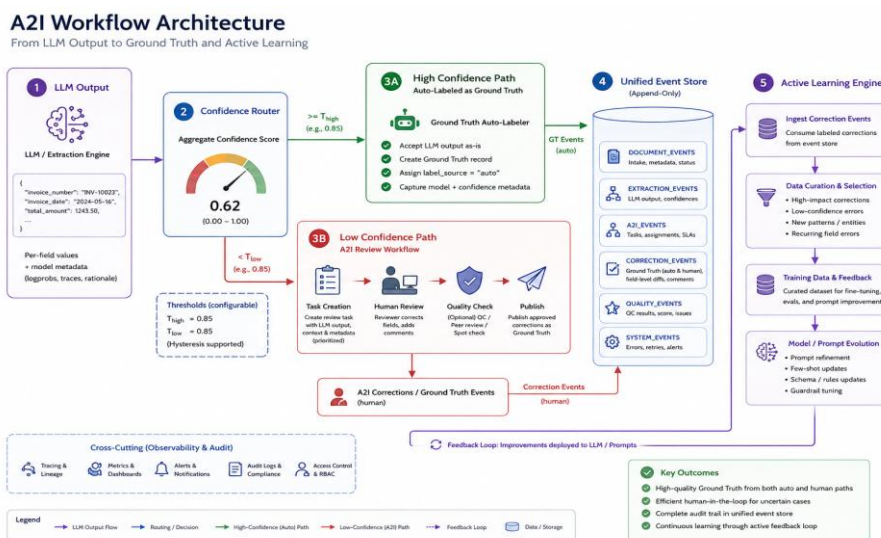 A2I Workflow Architecture
From LLM Output to Ground Truth and Active Learning
1 LLM Output
LLM / Extraction Engine
{
"invoice_number": "INV-10023",
"invoice_date": "2024-05-16",
"total_amount": 1243.50,
...
}
Per-field values
+ model metadata
(logprobs, traces, rationale)
2 Confidence Router
Aggregate Confidence Score
0.62
(0.00 – 1.00)
>= Thigh
(e.g., 0.85)
< Tlow
(e.g., 0.85)
Thresholds (configurable)
Thigh = 0.85
Tlow = 0.85
(Hysteresis supported)
3A High Confidence Path
Auto-Labeled as Ground Truth
Ground Truth Auto-Labeler
Accept LLM output as-is
Create Ground Truth record
Assign label_source = "auto"
Capture model + confidence metadata
GT Events
(auto)
3B Low Confidence Path
A2I Review Workflow
Task Creation
Create review task
with LLM output,
context & metadata
(prioritized)
Human Review
Reviewer corrects
fields, adds
comments
Quality Check
(Optional) QC /
Peer review /
Spot check
Publish
Publish approved
corrections as
Ground Truth
A2I Corrections / Ground Truth Events
(human)
Correction Events
(human)
4 Unified Event Store
(Append-Only)
DOCUMENT_EVENTS
Intake, metadata, status
EXTRACTION_EVENTS
LLM output, confidences
A2I_EVENTS
Tasks, assignments, SLAs
CORRECTION_EVENTS
Ground Truth (auto & human),
field-level diffs, comments
QUALITY_EVENTS
QC results, score, issues
SYSTEM_EVENTS
Errors, retries, alerts
5 Active Learning Engine
Ingest Correction Events
Consume labeled corrections
from event store
Data Curation & Selection
• High-impact corrections
• Low-confidence errors
• New patterns / entities
• Recurring field errors
Training Data & Feedback
Curated dataset for fine-tuning,
evals, and prompt improvement
Model / Prompt Evolution
• Prompt refinement
• Few-shot updates
• Schema / rules updates
• Guardrail tuning
Feedback Loop: Improvements deployed to LLM / Prompts
Cross-Cutting (Observability & Audit)
Tracing &
Lineage
Metrics &
Dashboards
Alerts &
Notifications
Audit Logs &
Compliance
Access Control
& RBAC
Key Outcomes
High-quality Ground Truth from both auto and human paths
Efficient human-in-the-loop for uncertain cases
Complete audit trail in unified event store
Continuous learning through active feedback loop
Legend
LLM Output Flow
Routing / Decision
High-Confidence (Auto) Path
Low-Confidence (A2I) Path
Feedback Loop
Data / Storage